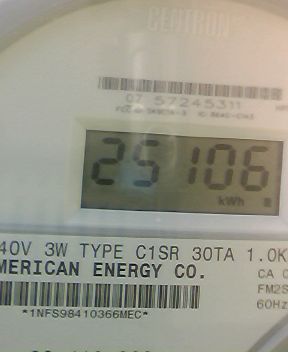 CENTRON
07 57245311
25106
kWh
40V 3W TYPE C1SR 30TA 1.0K
MERICAN ENERGY CO.
CA 0
FM2S
60Hz
*1NFS98410366MEC*